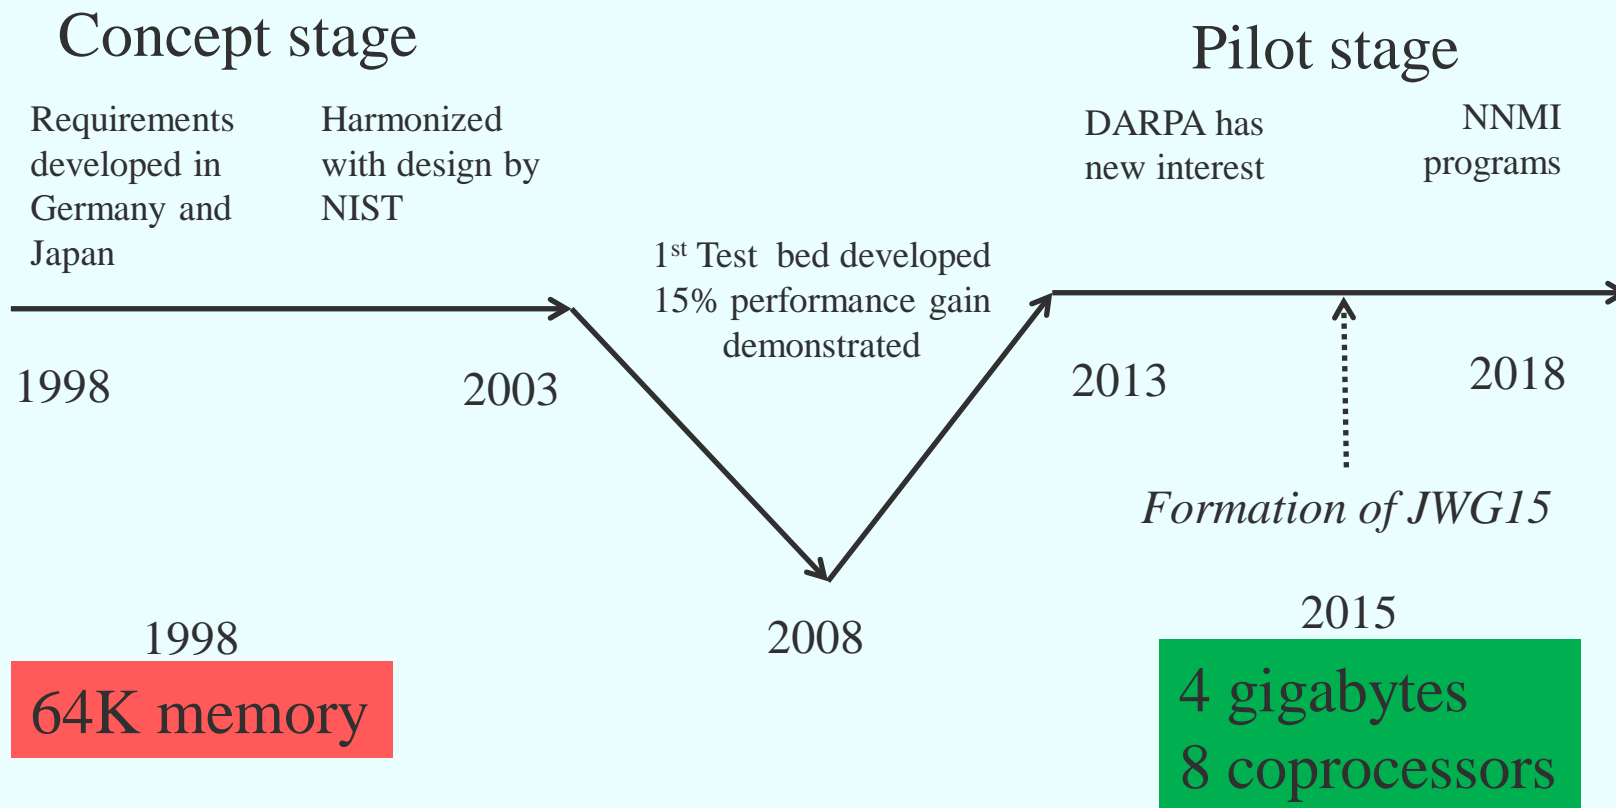 Concept stage
Pilot stage
Requirements
developed in
Germany and
Japan
Harmonized
with design by
NIST
1st Test  bed developed
15% performance gain
demonstrated
DARPA has
new interest
NNMI
programs
1998
2003
2013
2018
Formation of JWG15
1998
64K memory
2008
2015
4 gigabytes
8 coprocessors